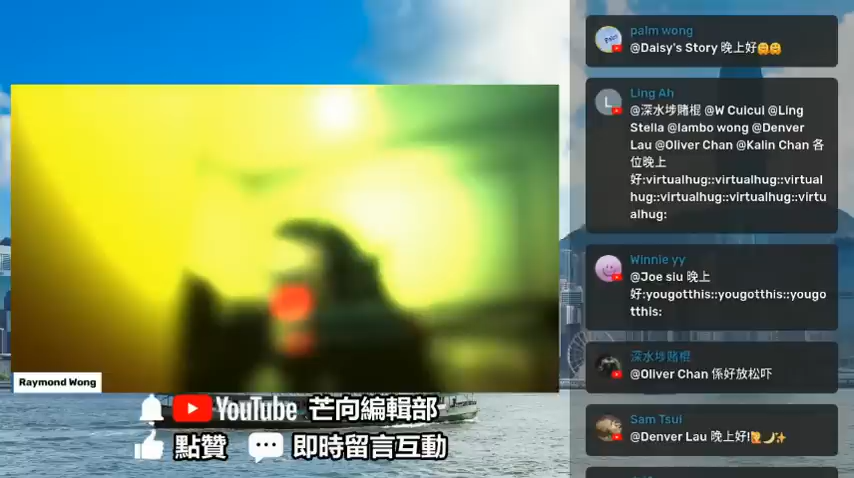 Raymond Wong
YouTube 芒向編輯部
點贊 即時留言互動
palm wong
@Daisy's Story 晚上好🤗🤗
Ling Ah
@深水埗賭棍 @W Cuicui @Ling
Stella @lambo wong @Denver
Lau @Oliver Chan @Kalin Chan 各
位晚上
好:virtualhug::virtualhug::virtual
hug::virtualhug::virtualhug::virtu
alhug:
Winnie yy
@Joe siu 晚上
好:yougotthis::yougotthis::yougo
tthis:
深水埗賭棍
@Oliver Chan 係好放松吓
Sam Tsui
@Denver Lau 晚上好!🌙✨